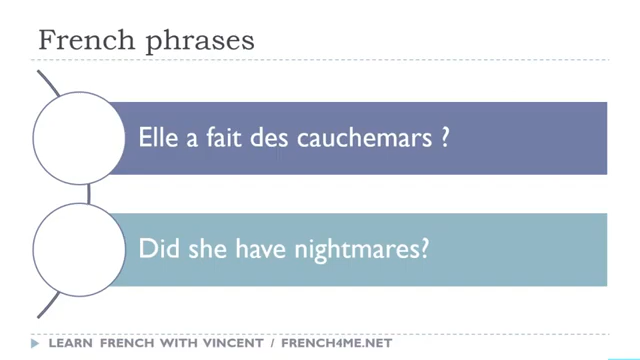 French phrases
Elle a fait des cauchemars ?
Did she have nightmares?
LEARN FRENCH WITH VINCENT / FRENCH4ME.NET